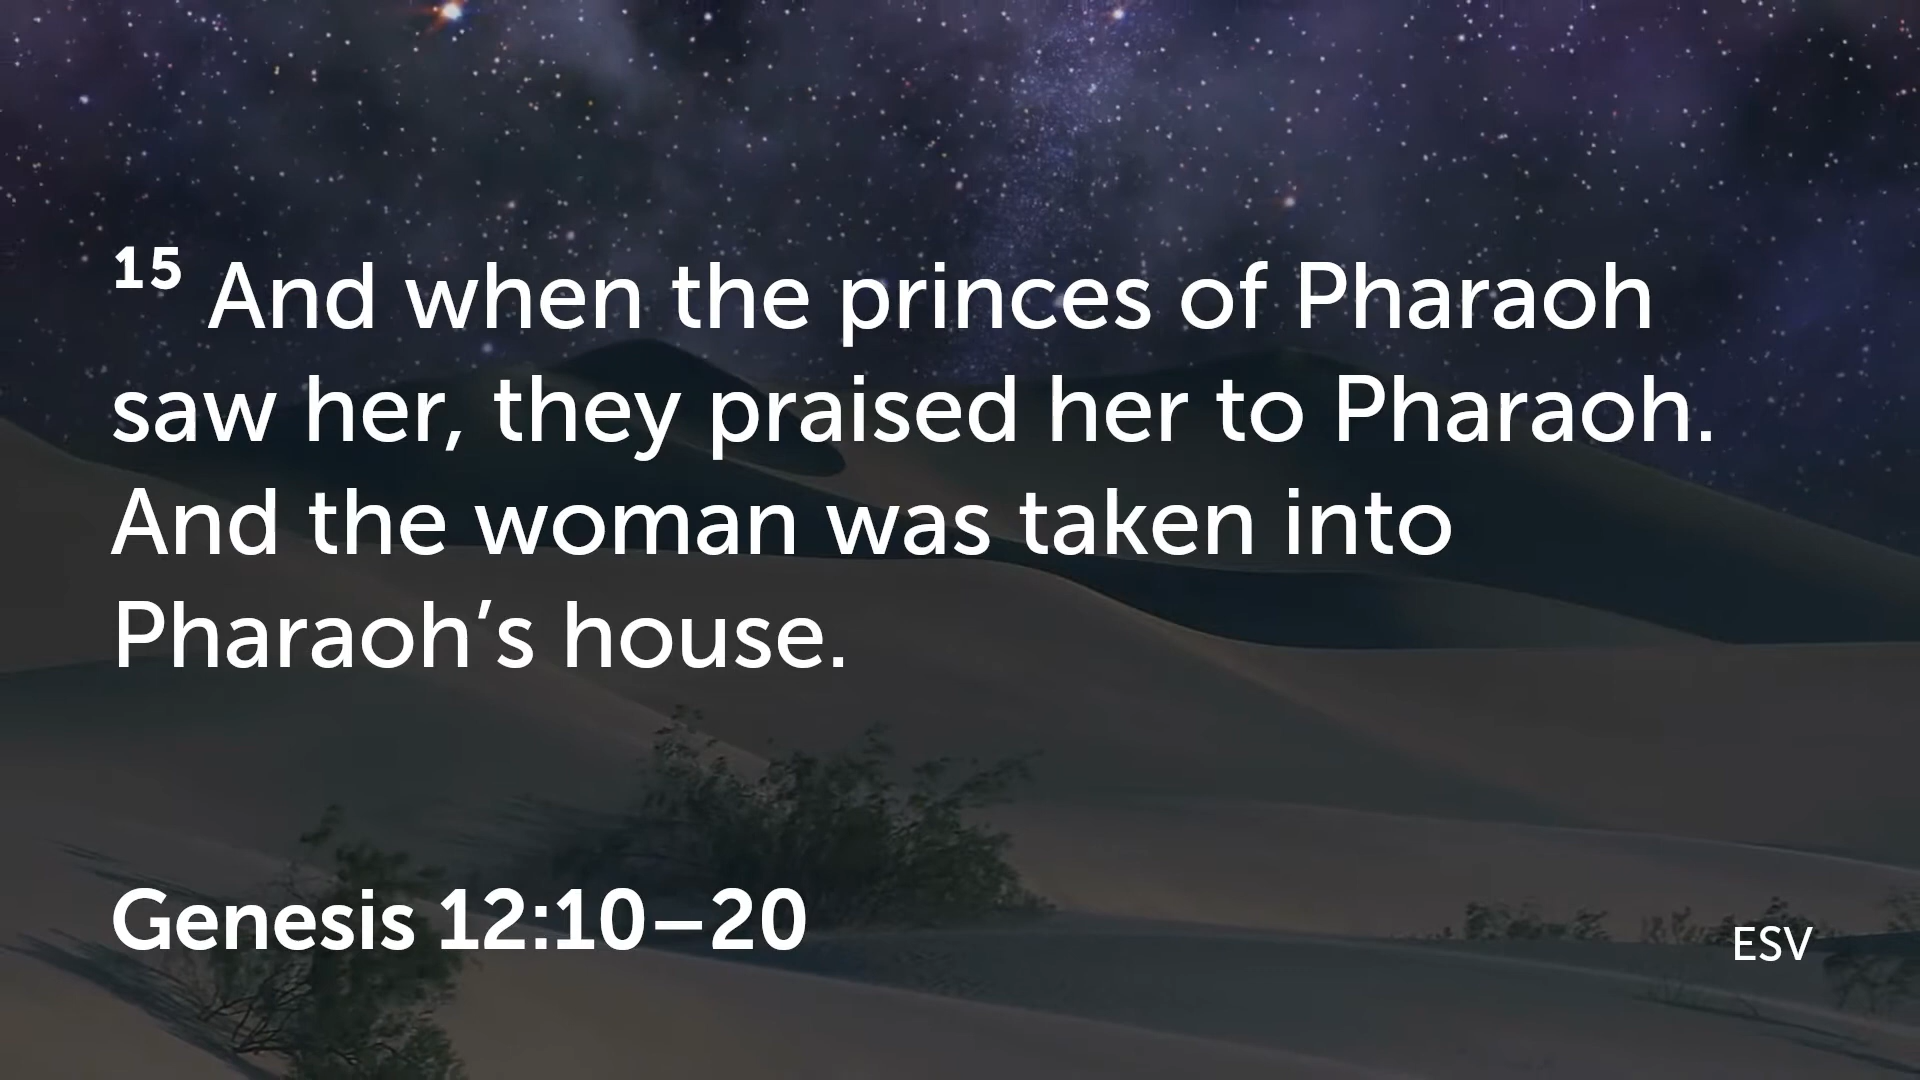 15 And when the princes of Pharaoh
saw her, they praised her to Pharaoh.
And the woman was taken into
Pharaoh’s house.
Genesis 12:10–20
ESV